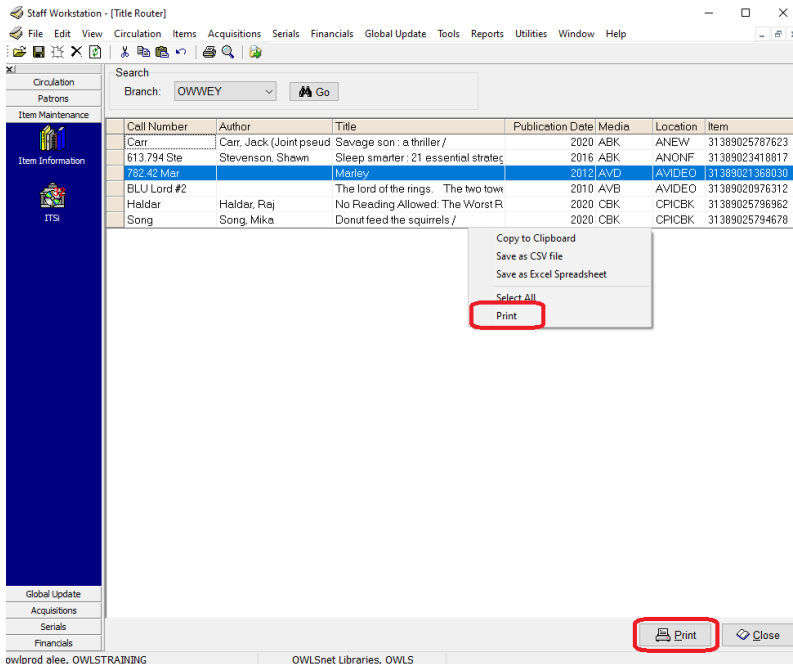 Staff Workstation - [Title Router]
File Edit View Circulation Items Acquisitions Serials Financials Global Update Tools Reports Utilities Window Help
Circulation
Patrons
Item Maintenance
Item Information
ITSi
Search
Branch: OWWEY Go
Call Number Author Title Publication Date Media Location Item
Carr Carr, Jack (Joint pseud Savage son : a thriller / 2020 ABK ANEW 31389025787623
613.794 Ste Stevenson, Shawn Sleep smarter : 21 essential strateg 2016 ABK ANONF 31389023418817
782.42 Mar Marley 2012 AVD AVIDEO 31389021368030
BLU Lord #2 The lord of the rings. The two towe 2010 AVB AVIDEO 31389020976312
Haldar Haldar, Raj No Reading Allowed: The Worst R 2020 CBK CPICBK 31389025796962
Song Song, Mika Donut feed the squirrels / 2020 CBK CPICBK 31389025794678
Copy to Clipboard
Save as CSV file
Save as Excel Spreadsheet
Select All
Print
Global Update
Acquisitions
Serials
Financials
Print Close
owlprod alee, OWLSTRAINING OWLSnet Libraries, OWLS